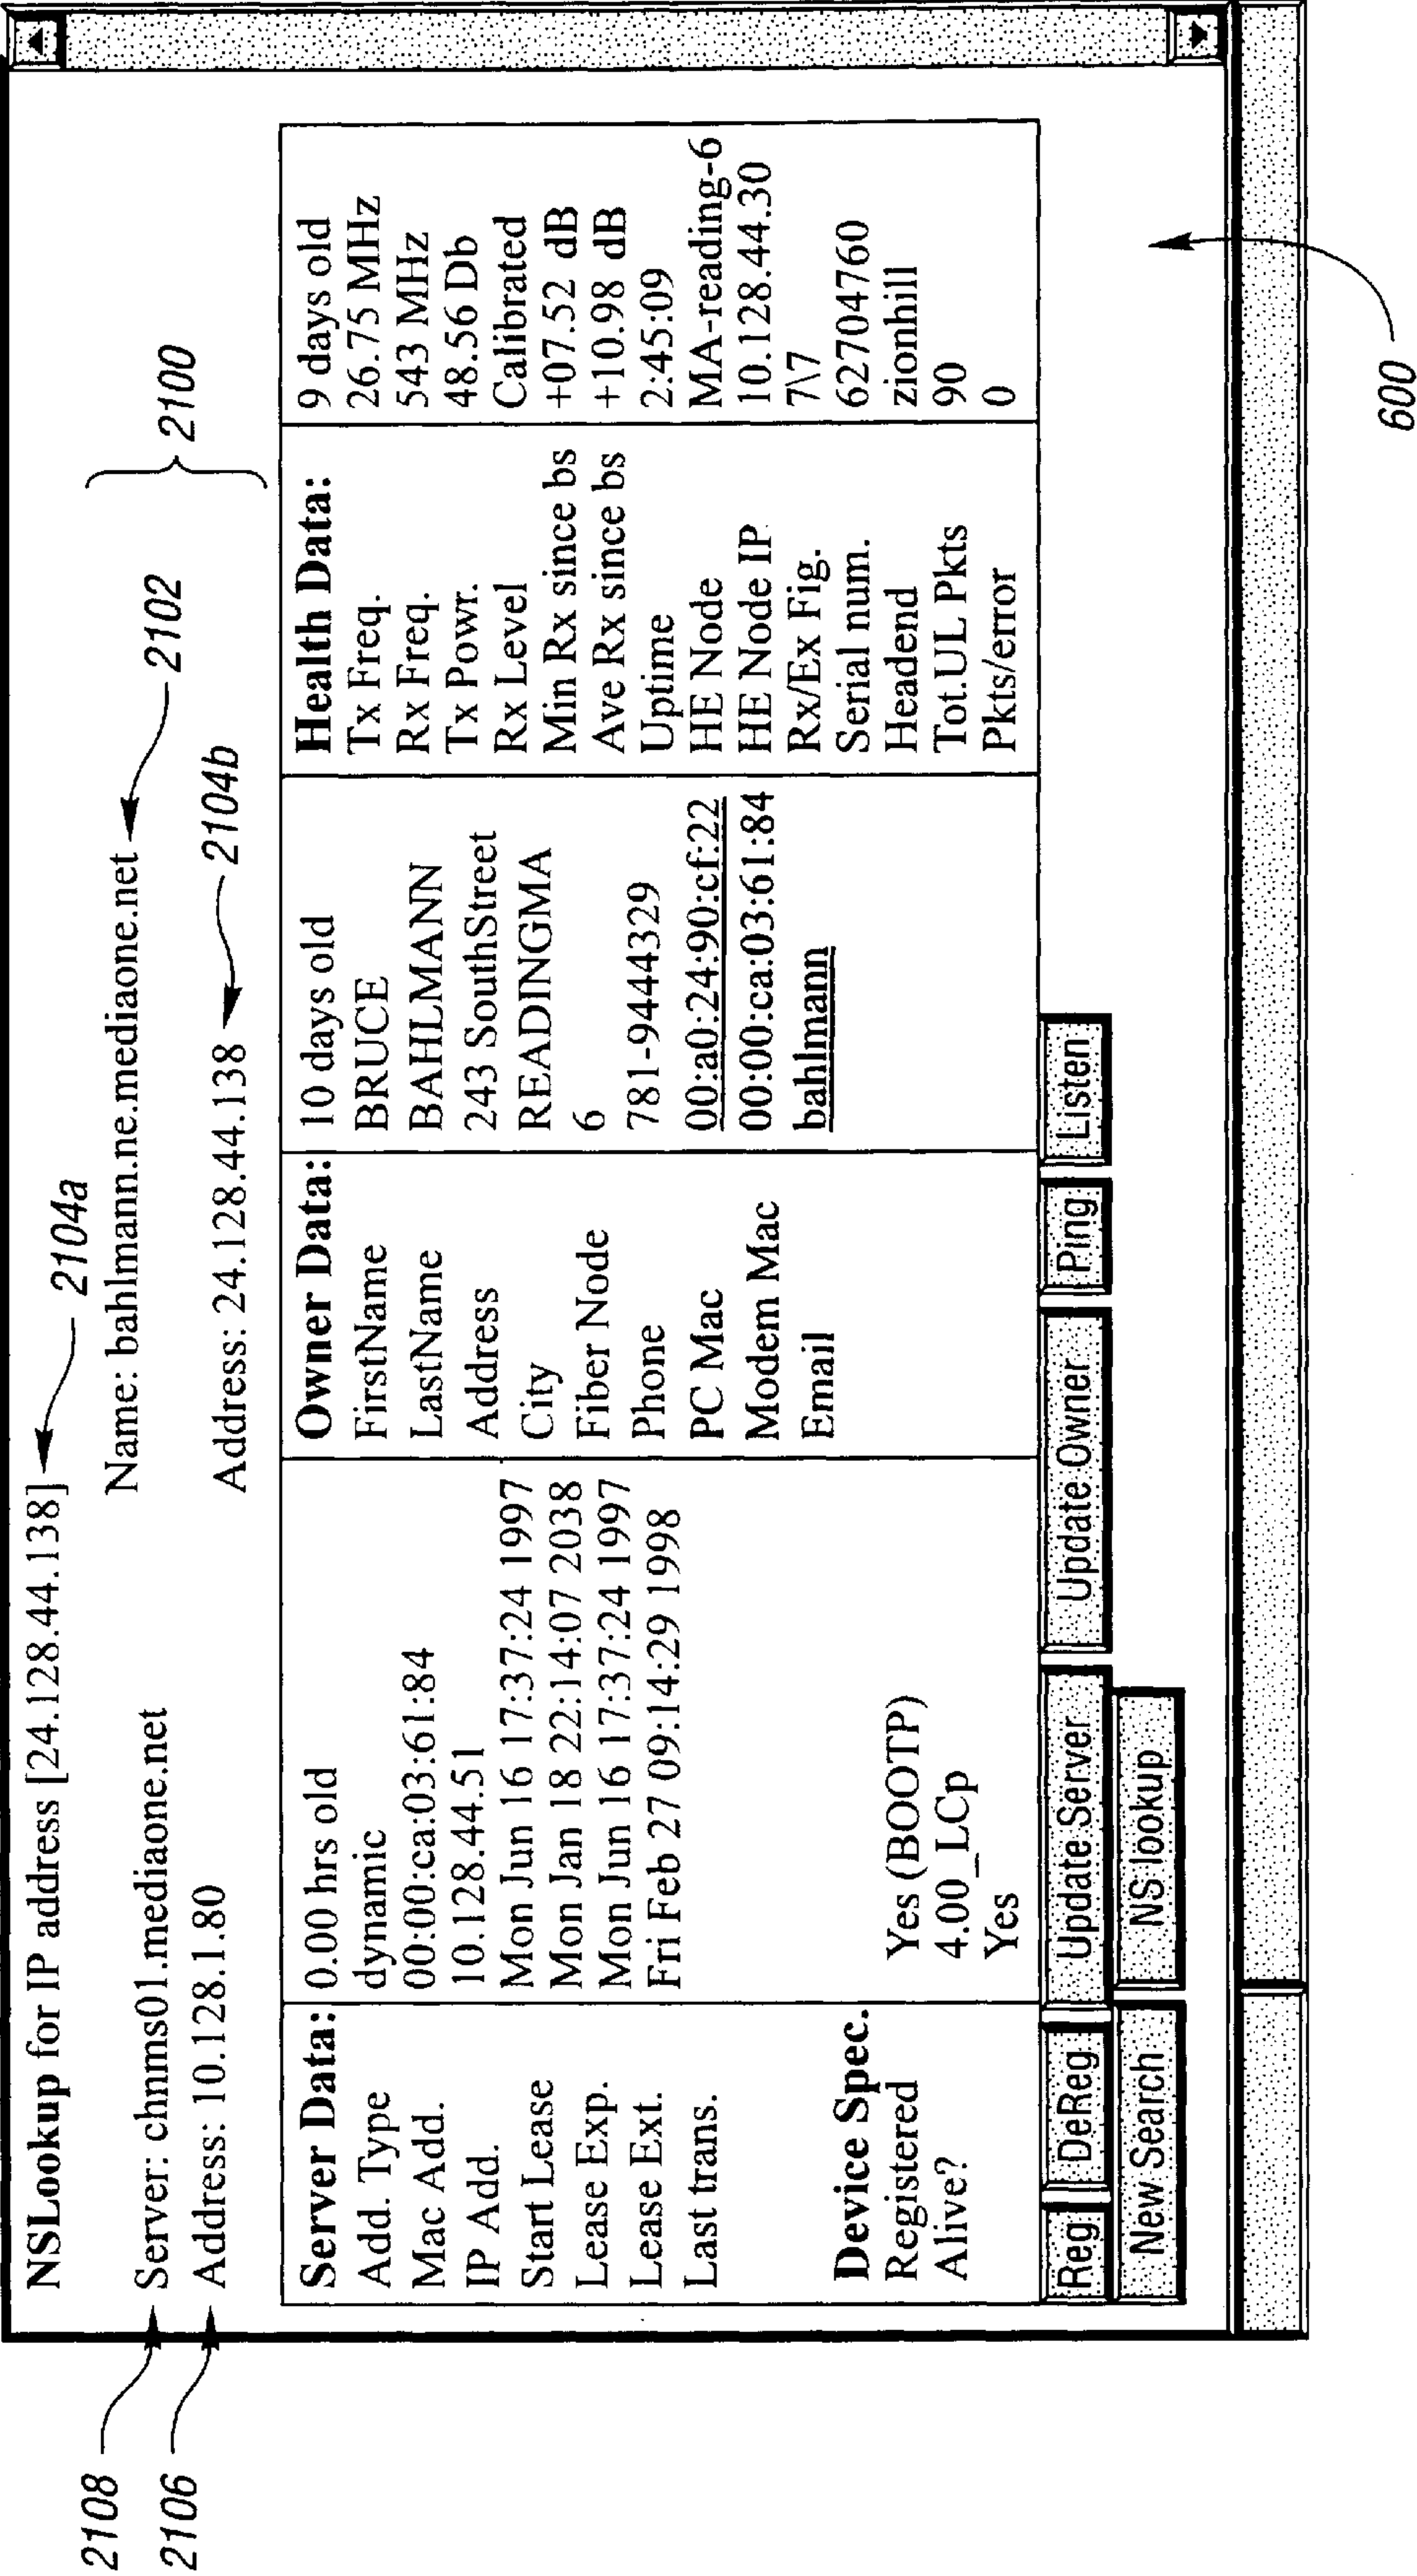 NSLookup for IP address [24.128.44.138]
2104a
2108
Server: chnms01.mediaone.net
Name: bahlmann.ne.mediaone.net
2102
2106
Address: 10.128.1.80
Address: 24.128.44.138
2104b
2100
Server Data: 0.00 hrs old
Add. Type dynamic
Mac Add. 00:00:ca:03:61:84
IP Add. 10.128.44.51
Start Lease Mon Jun 16 17:37:24 1997
Lease Exp. Mon Jan 18 22:14:07 2038
Lease Ext. Mon Jun 16 17:37:24 1997
Last trans. Fri Feb 27 09:14:29 1998
Device Spec.
Registered Yes (BOOTP)
Alive? 4.00_LCp
Yes
Owner Data: 10 days old
FirstName BRUCE
LastName BAHLMANN
Address 243 SouthStreet
City READINGMA
Fiber Node 6
Phone 781-9444329
PC Mac 00:a0:24:90:cf:22
Modem Mac 00:00:ca:03:61:84
Email bahlmann
Health Data: 9 days old
Tx Freq. 26.75 MHz
Rx Freq. 543 MHz
Tx Powr. 48.56 Db
Rx Level Calibrated
Min Rx since bs +07.52 dB
Ave Rx since bs +10.98 dB
Uptime 2:45:09
HE Node MA-reading-6
HE Node IP 10.128.44.30
Rx/Ex Fig. 7\7
Serial num. 627704760
Headend zionhill
Tot.UL Pkts 90
Pkts/error 0
Reg DeReg Update Server Update Owner Ping Listen
New Search NS lookup
600